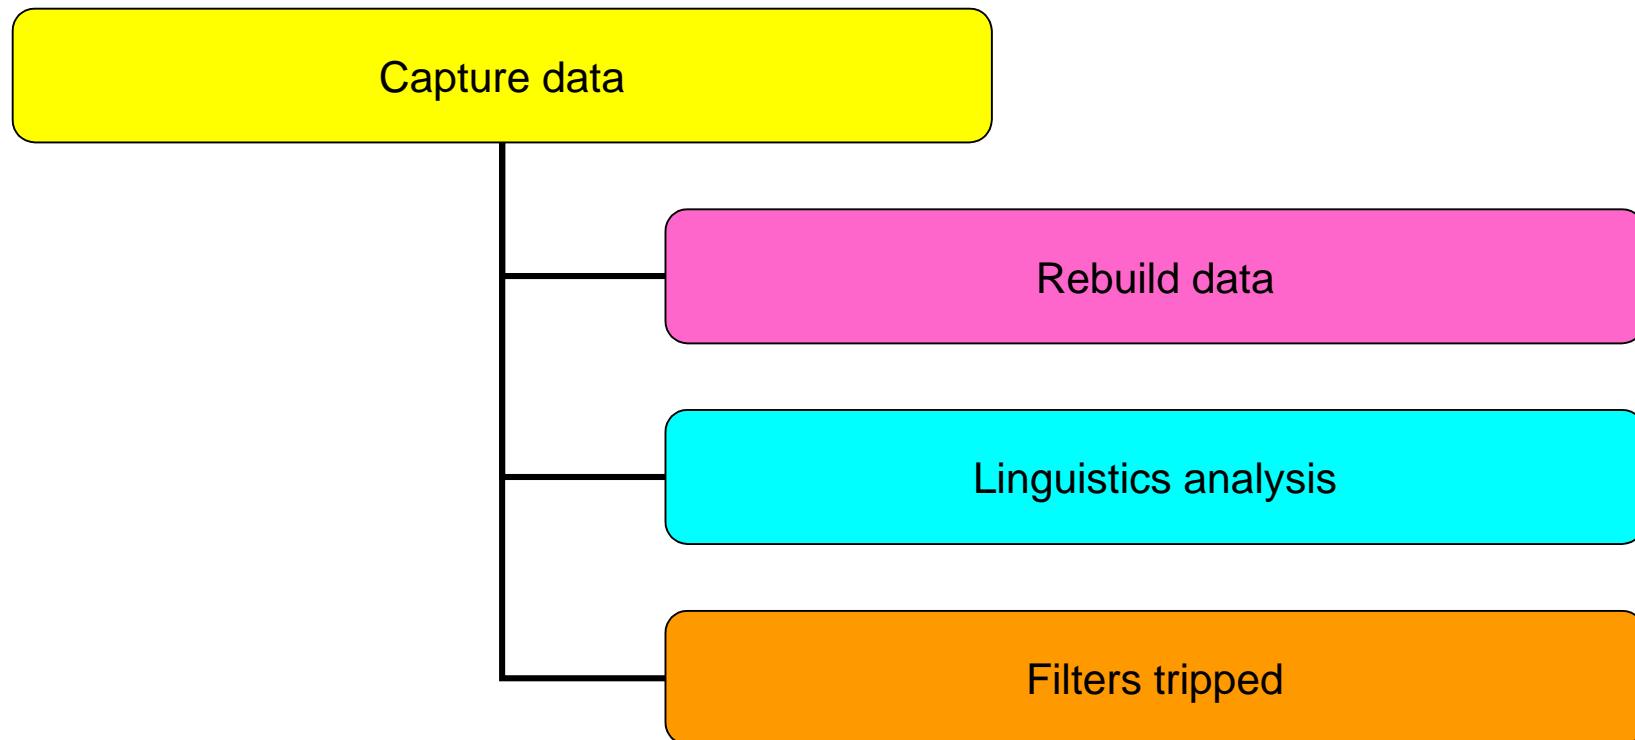 Capture data
Rebuild data
Linguistics analysis
Filters tripped